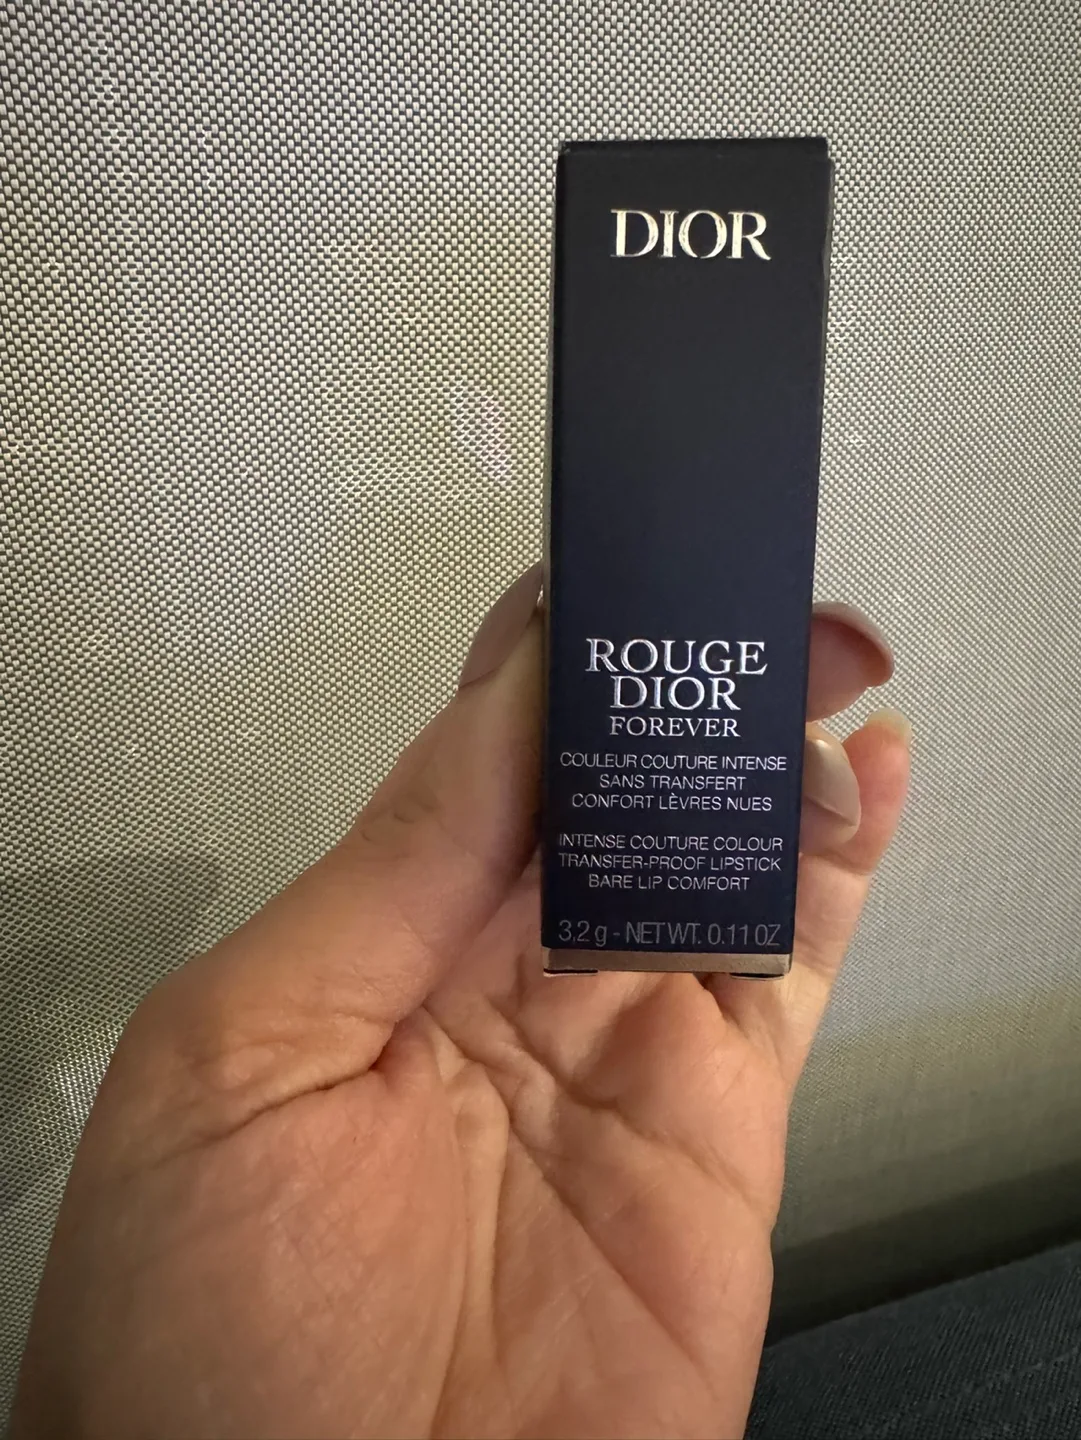 DIOR
ROUGE
DIOR
FOREVER
COULEUR COUTURE INTENSE
SANS TRANSFERT
CONFORT LÈVRES NUES
INTENSE COUTURE COLOUR
TRANSFER-PROOF LIPSTICK
BARE LIP COMFORT
3,2 g - NET WT. 0.11 OZ